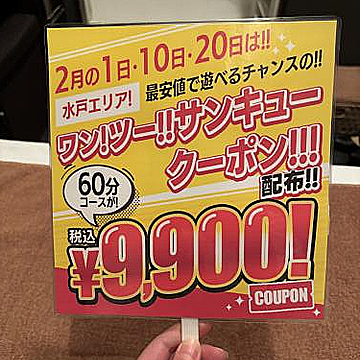 2月の1日・10日・20日は!!
水戸エリア!
最安値で遊べるチャンスの!!
ワン!ツー!!サンキュー
クーポン!!!
配布!!
60分
コースが!
税込
¥9,900!
COUPON